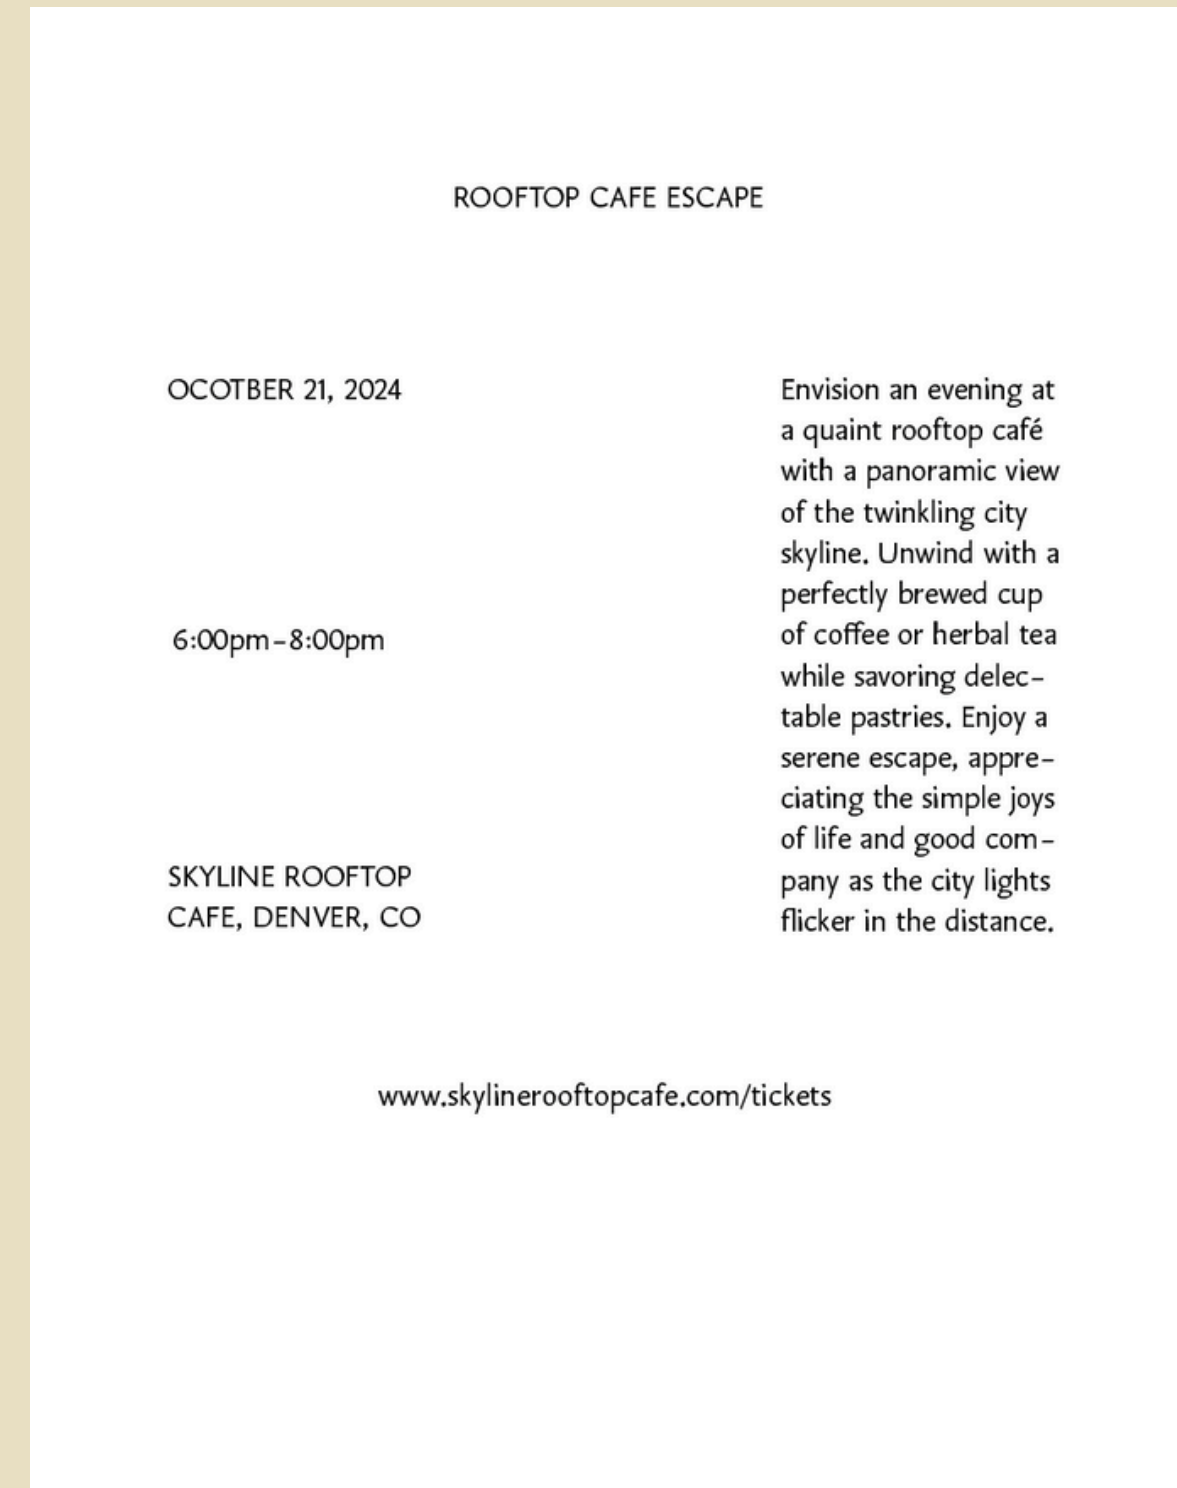 ROOFTOP CAFE ESCAPE
OCOTBER 21, 2024
6:00pm–8:00pm
SKYLINE ROOFTOP
CAFE, DENVER, CO
Envision an evening at
a quaint rooftop café
with a panoramic view
of the twinkling city
skyline. Unwind with a
perfectly brewed cup
of coffee or herbal tea
while savoring delec-
table pastries. Enjoy a
serene escape, appre-
ciating the simple joys
of life and good com-
pany as the city lights
flicker in the distance.
www.skylinerooftopcafe.com/tickets